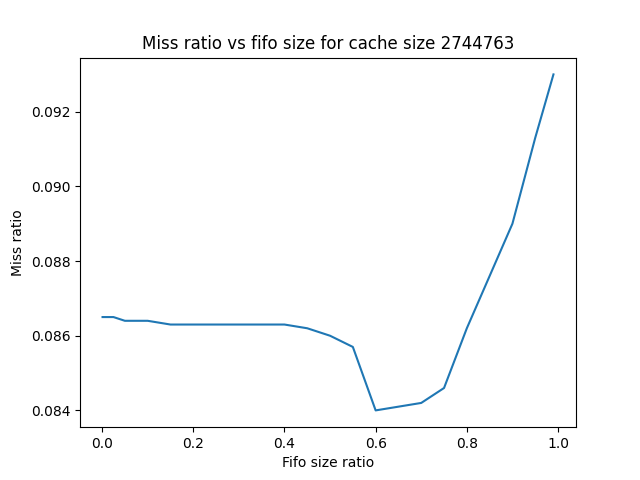 Miss ratio vs fifo size for cache size 2744763
Miss ratio
0.092
0.090
0.088
0.086
0.084
0.0 0.2 0.4 0.6 0.8 1.0
Fifo size ratio